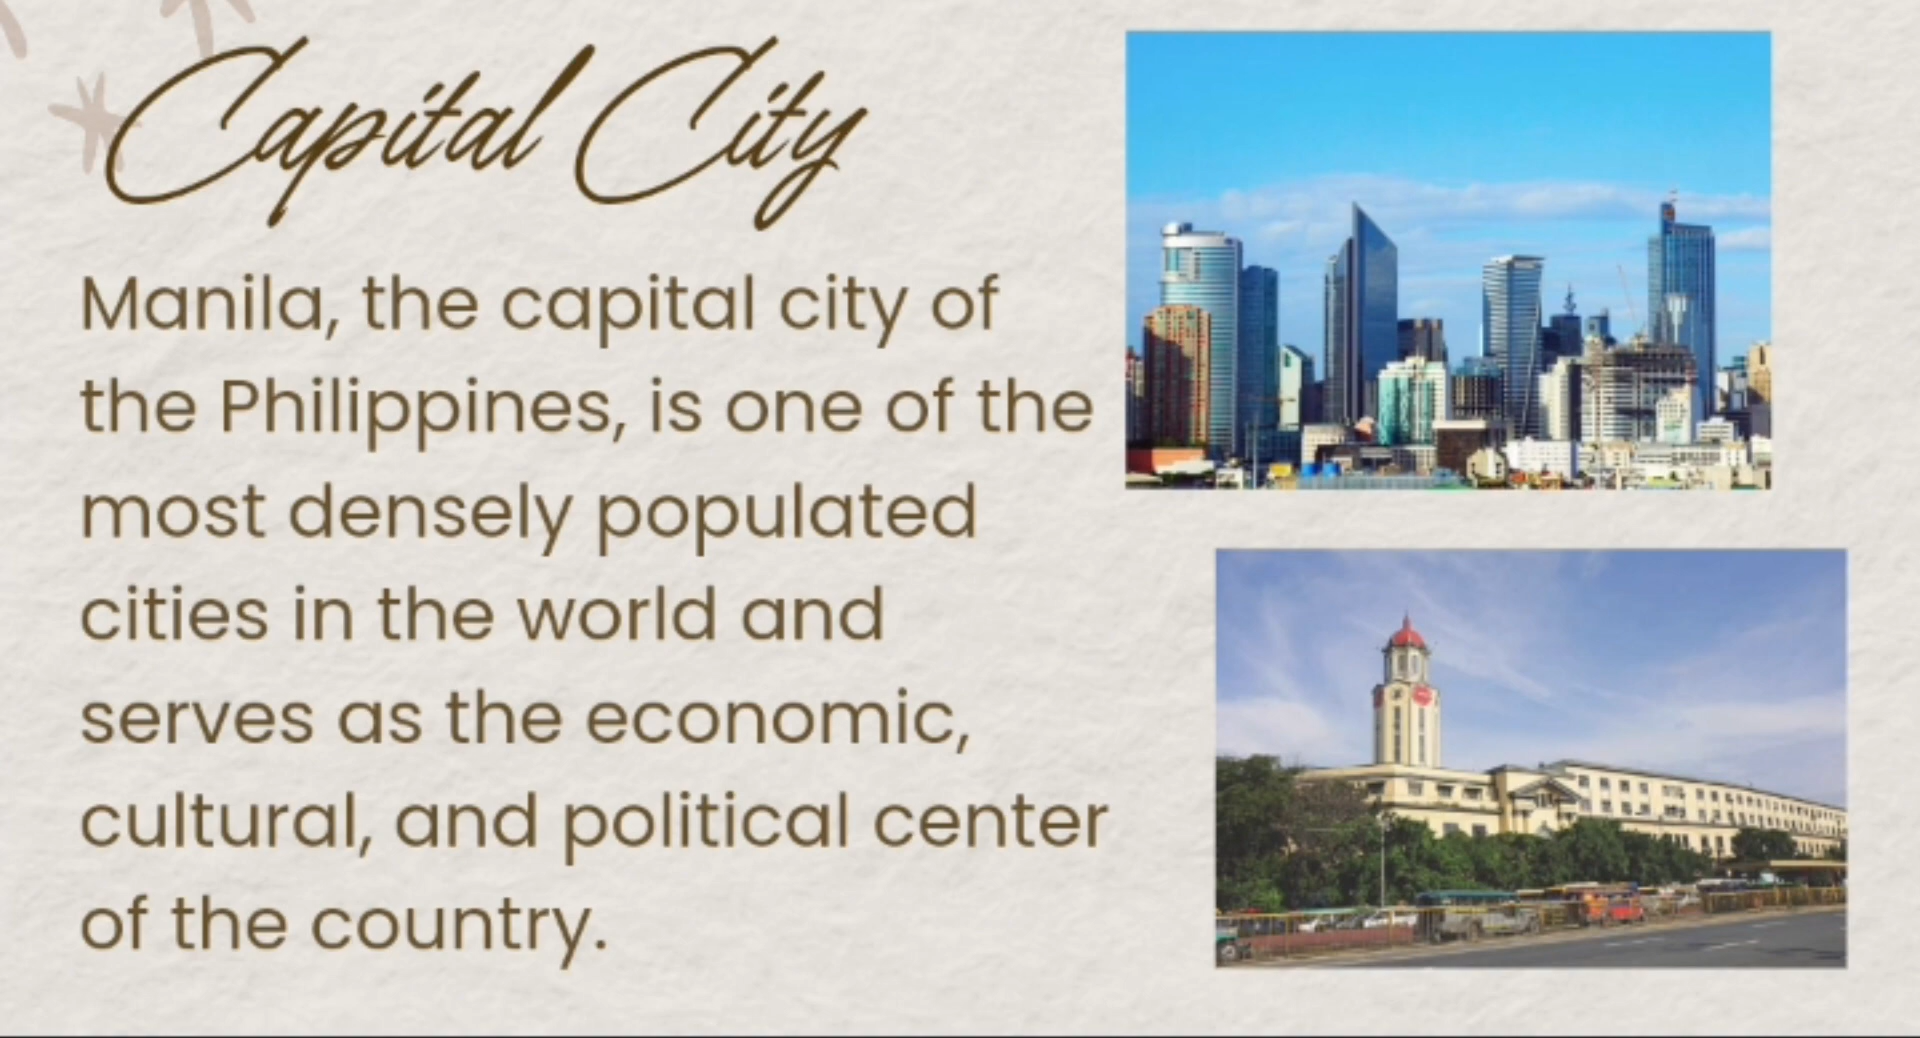 Capital City
Manila, the capital city of
the Philippines, is one of the
most densely populated
cities in the world and
serves as the economic,
cultural, and political center
of the country.